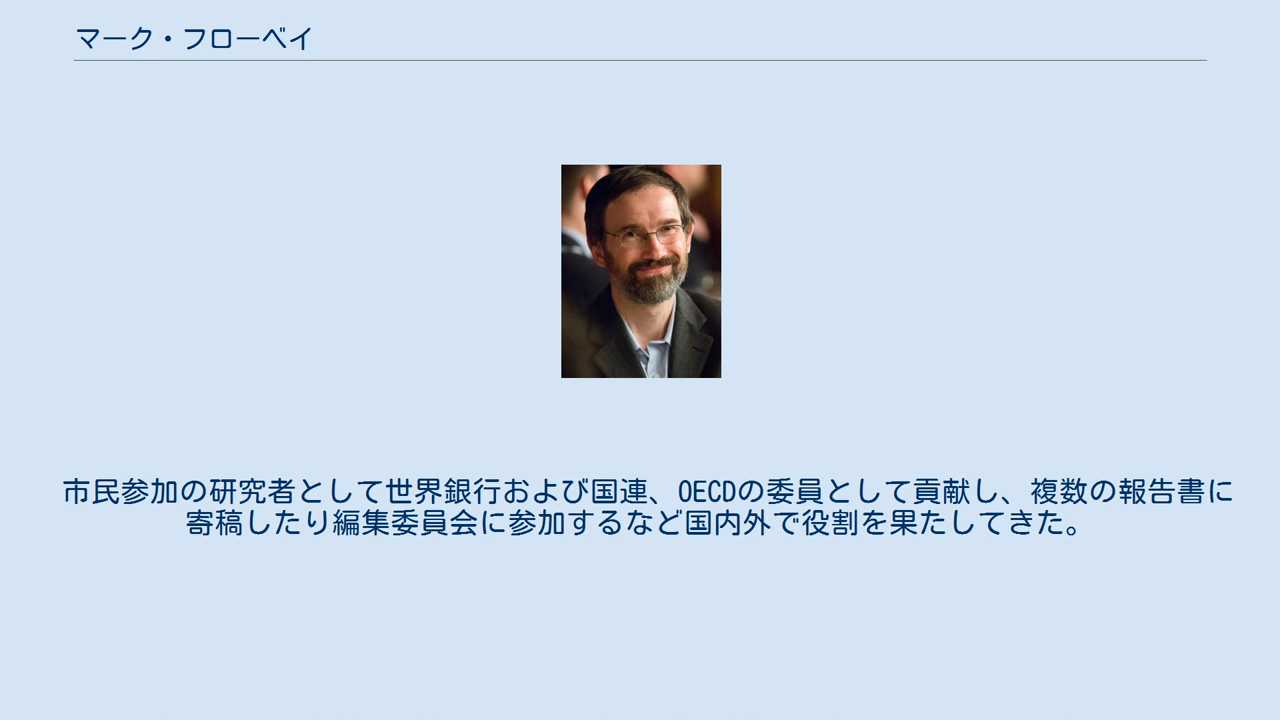 マーク・フローベイ
市民参加の研究者として世界銀行および国連、OECDの委員として貢献し、複数の報告書に
寄稿したり編集委員会に参加するなど国内外で役割を果たしてきた。